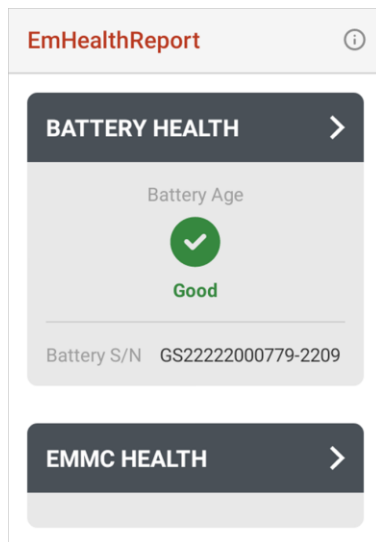 EmHealthReport
BATTERY HEALTH
Battery Age
Good
Battery S/N GS22222000779-2209
EMMC HEALTH